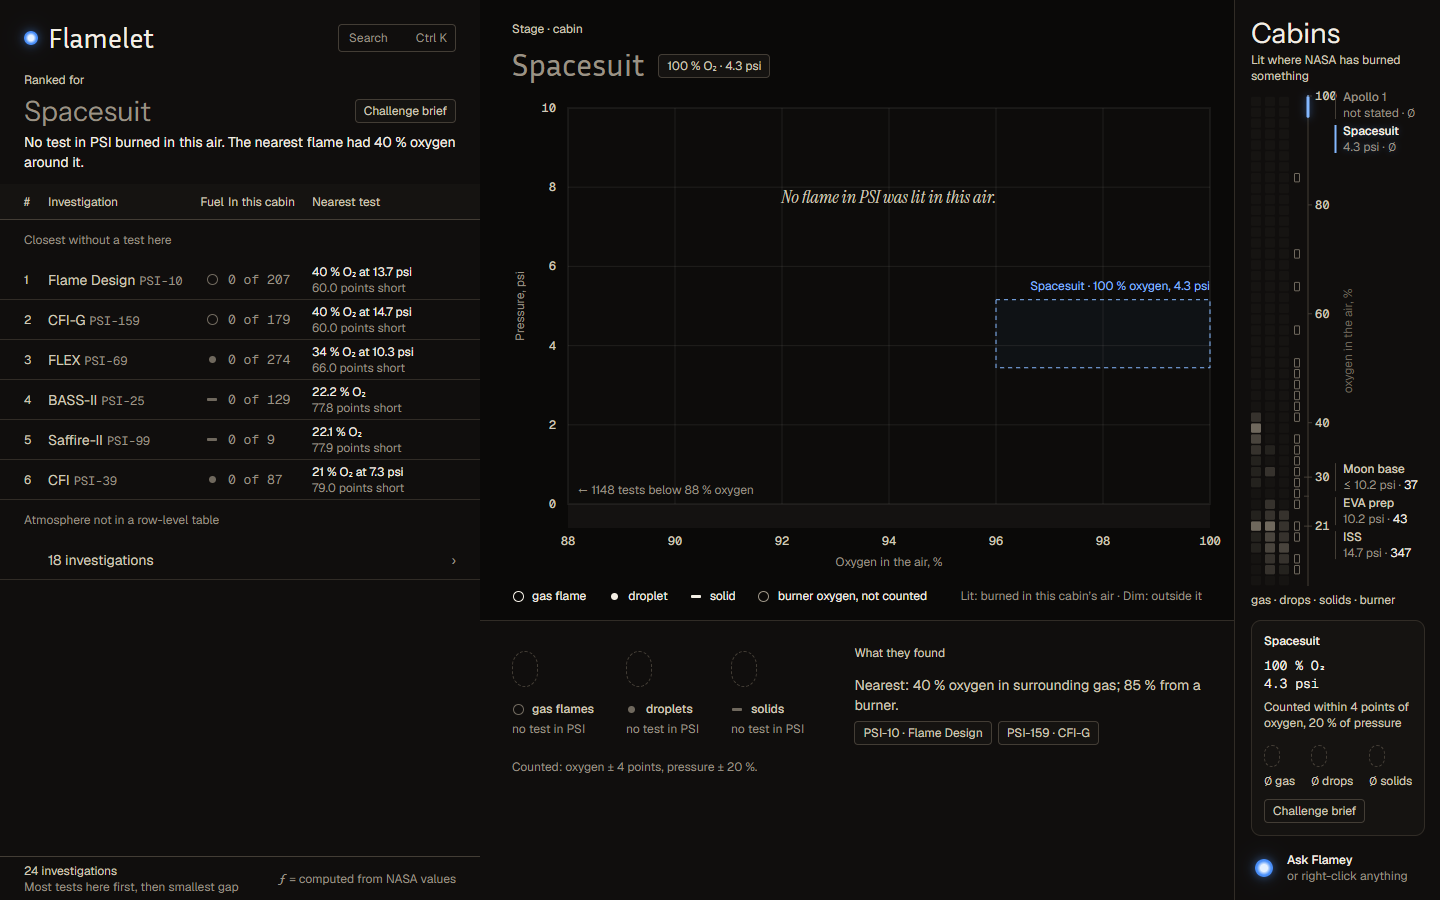 Flamelet
Search Ctrl K
Ranked for
Spacesuit
Challenge brief
No test in PSI burned in this air. The nearest flame had 40 % oxygen
around it.
# Investigation Fuel In this cabin Nearest test
Closest without a test here
1 Flame Design PSI-10 0 of 207 40 % O₂ at 13.7 psi
60.0 points short
2 CFI-G PSI-159 0 of 179 40 % O₂ at 14.7 psi
60.0 points short
3 FLEX PSI-69 0 of 274 34 % O₂ at 10.3 psi
66.0 points short
4 BASS-II PSI-25 0 of 129 22.2 % O₂
77.8 points short
5 Saffire-II PSI-99 0 of 9 22.1 % O₂
77.9 points short
6 CFI PSI-39 0 of 87 21 % O₂ at 7.3 psi
79.0 points short
Atmosphere not in a row-level table
18 investigations ›
24 investigations
Most tests here first, then smallest gap
ƒ = computed from NASA values
Stage · cabin
Spacesuit 100 % O₂ · 4.3 psi
10
8
6
4
2
0
Pressure, psi
No flame in PSI was lit in this air.
Spacesuit · 100 % oxygen, 4.3 psi
← 1148 tests below 88 % oxygen
88 90 92 94 96 98 100
Oxygen in the air, %
gas flame droplet solid burner oxygen, not counted Lit: burned in this cabin's air · Dim: outside it
gas flames droplets solids
no test in PSI no test in PSI no test in PSI
Counted: oxygen ± 4 points, pressure ± 20 %.
What they found
Nearest: 40 % oxygen in surrounding gas; 85 % from a
burner.
PSI-10 · Flame Design PSI-159 · CFI-G
Cabins
Lit where NASA has burned
something
100 Apollo 1
not stated · Ø
Spacesuit
4.3 psi · Ø
80
60
oxygen in the air, %
40
30
21
Moon base
≤ 10.2 psi · 37
EVA prep
10.2 psi · 43
ISS
14.7 psi · 347
gas · drops · solids · burner
Spacesuit
100 % O₂
4.3 psi
Counted within 4 points of
oxygen, 20 % of pressure
Ø gas Ø drops Ø solids
Challenge brief
Ask Flamey
or right-click anything